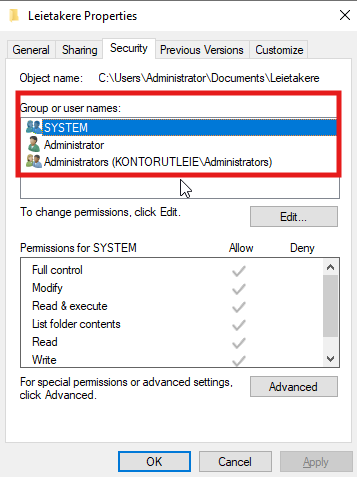 Leietakere Properties
General Sharing Security Previous Versions Customize
Object name: C:\Users\Administrator\Documents\Leietakere
Group or user names:
SYSTEM
Administrator
Administrators (KONTORUTLEIE\Administrators)
To change permissions, click Edit.
Edit...
Permissions for SYSTEM Allow Deny
Full control
Modify
Read & execute
List folder contents
Read
Write
For special permissions or advanced settings,
click Advanced.
Advanced
OK Cancel Apply